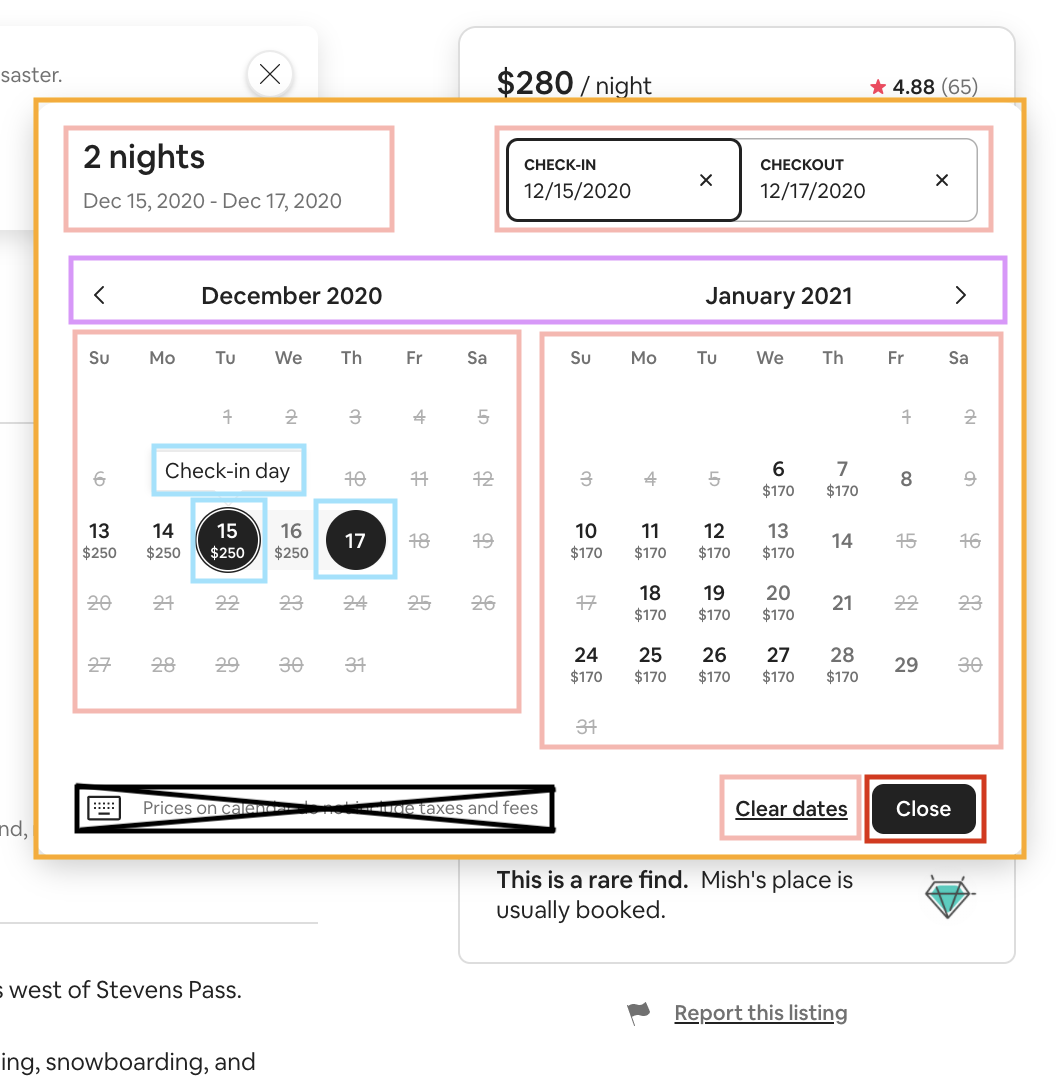 saster.
$280 / night
4.88 (65)
2 nights
Dec 15, 2020 - Dec 17, 2020
CHECK-IN
12/15/2020
CHECKOUT
12/17/2020
December 2020
Su Mo Tu We Th Fr Sa
1 2 3 4 5
6 10 11 12
Check-in day
13 14 15 16 17 18 19
$250 $250 $250 $250
20 21 22 23 24 25 26
27 28 29 30 31
January 2021
Su Mo Tu We Th Fr Sa
1 2
3 4 5 6 7 8 9
$170 $170
10 11 12 13 14 15 16
$170 $170 $170 $170
17 18 19 20 21 22 23
$170 $170 $170
24 25 26 27 28 29 30
$170 $170 $170 $170 $170
31
Prices on calendar do not include taxes and fees
Clear dates
Close
nd,
This is a rare find. Mish's place is
usually booked.
s west of Stevens Pass.
Report this listing
ing, snowboarding, and